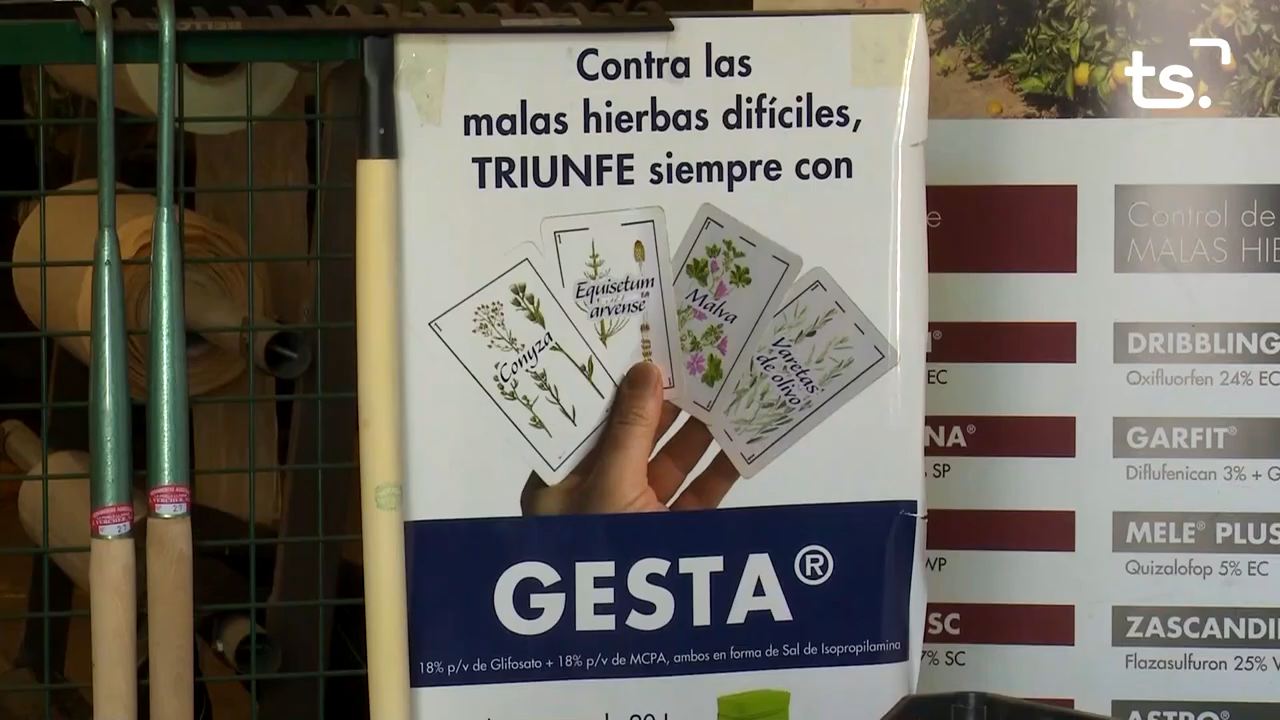 ts.
Contra las
malas hierbas difíciles,
TRIUNFE siempre con
Conyza
Equisetum
arvense
Malva
Varetas
de olivo
GESTA®
18% p/v de Glifosato + 18% p/v de MCPA, ambos en forma de Sal de Isopropilamina
e
EC
NA®
SP
WP
SC
7% SC
Control de
MALAS HIE
DRIBBLING
Oxifluorfen 24% EC
GARFIT®
Diflufenican 3% + G
MELE® PLUS
Quizalofop 5% EC
ZASCANDI
Flazasulfuron 25% W
ASTRO®